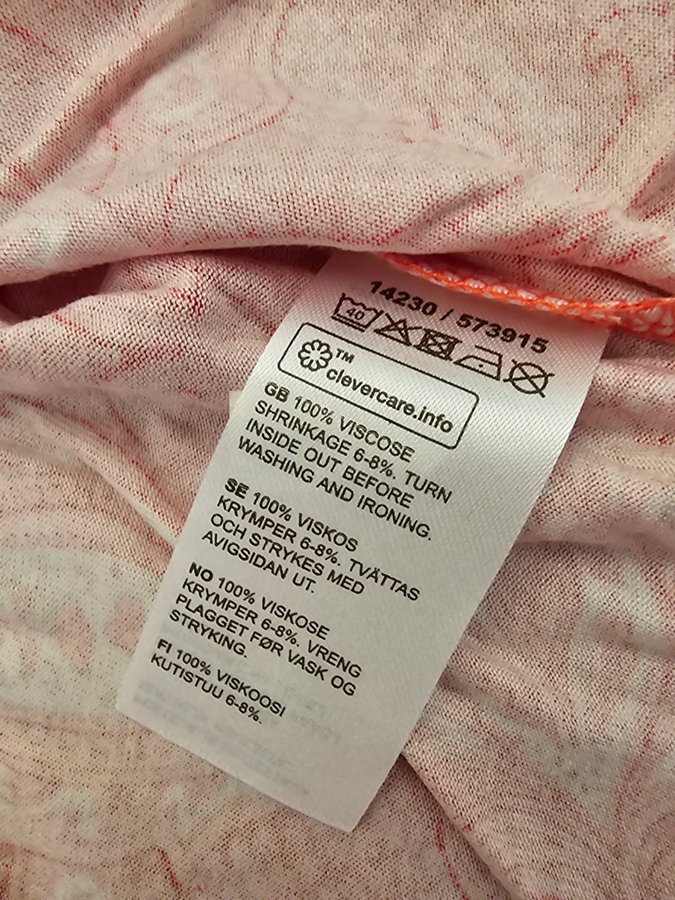 14230 / 573915
40
TM
clevercare.info
GB 100% VISCOSE
SHRINKAGE 6-8%. TURN
INSIDE OUT BEFORE
WASHING AND IRONING.
SE 100% VISKOS
KRYMPER 6-8%. TVÄTTAS
OCH STRYKES MED
AVIGSIDAN UT.
NO 100% VISKOSE
KRYMPER 6-8%. VRENG
PLAGGET FØR VASK OG
STRYKING.
FI 100% VISKOOSI
KUTISTUU 6-8%.